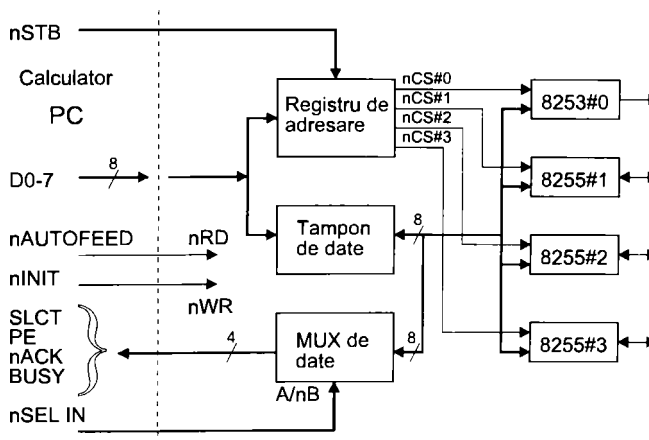 nSTB
Calculator
PC
D0-7
8
nAUTOFEED
nRD
nINIT
nWR
SLCT
PE
nACK
BUSY
nSEL IN
Registru de
adresare
nCS#0
nCS#1
nCS#2
nCS#3
Tampon
de date
8
MUX de
date
4
8
A/nB
8253#0
8255#1
8255#2
8255#3